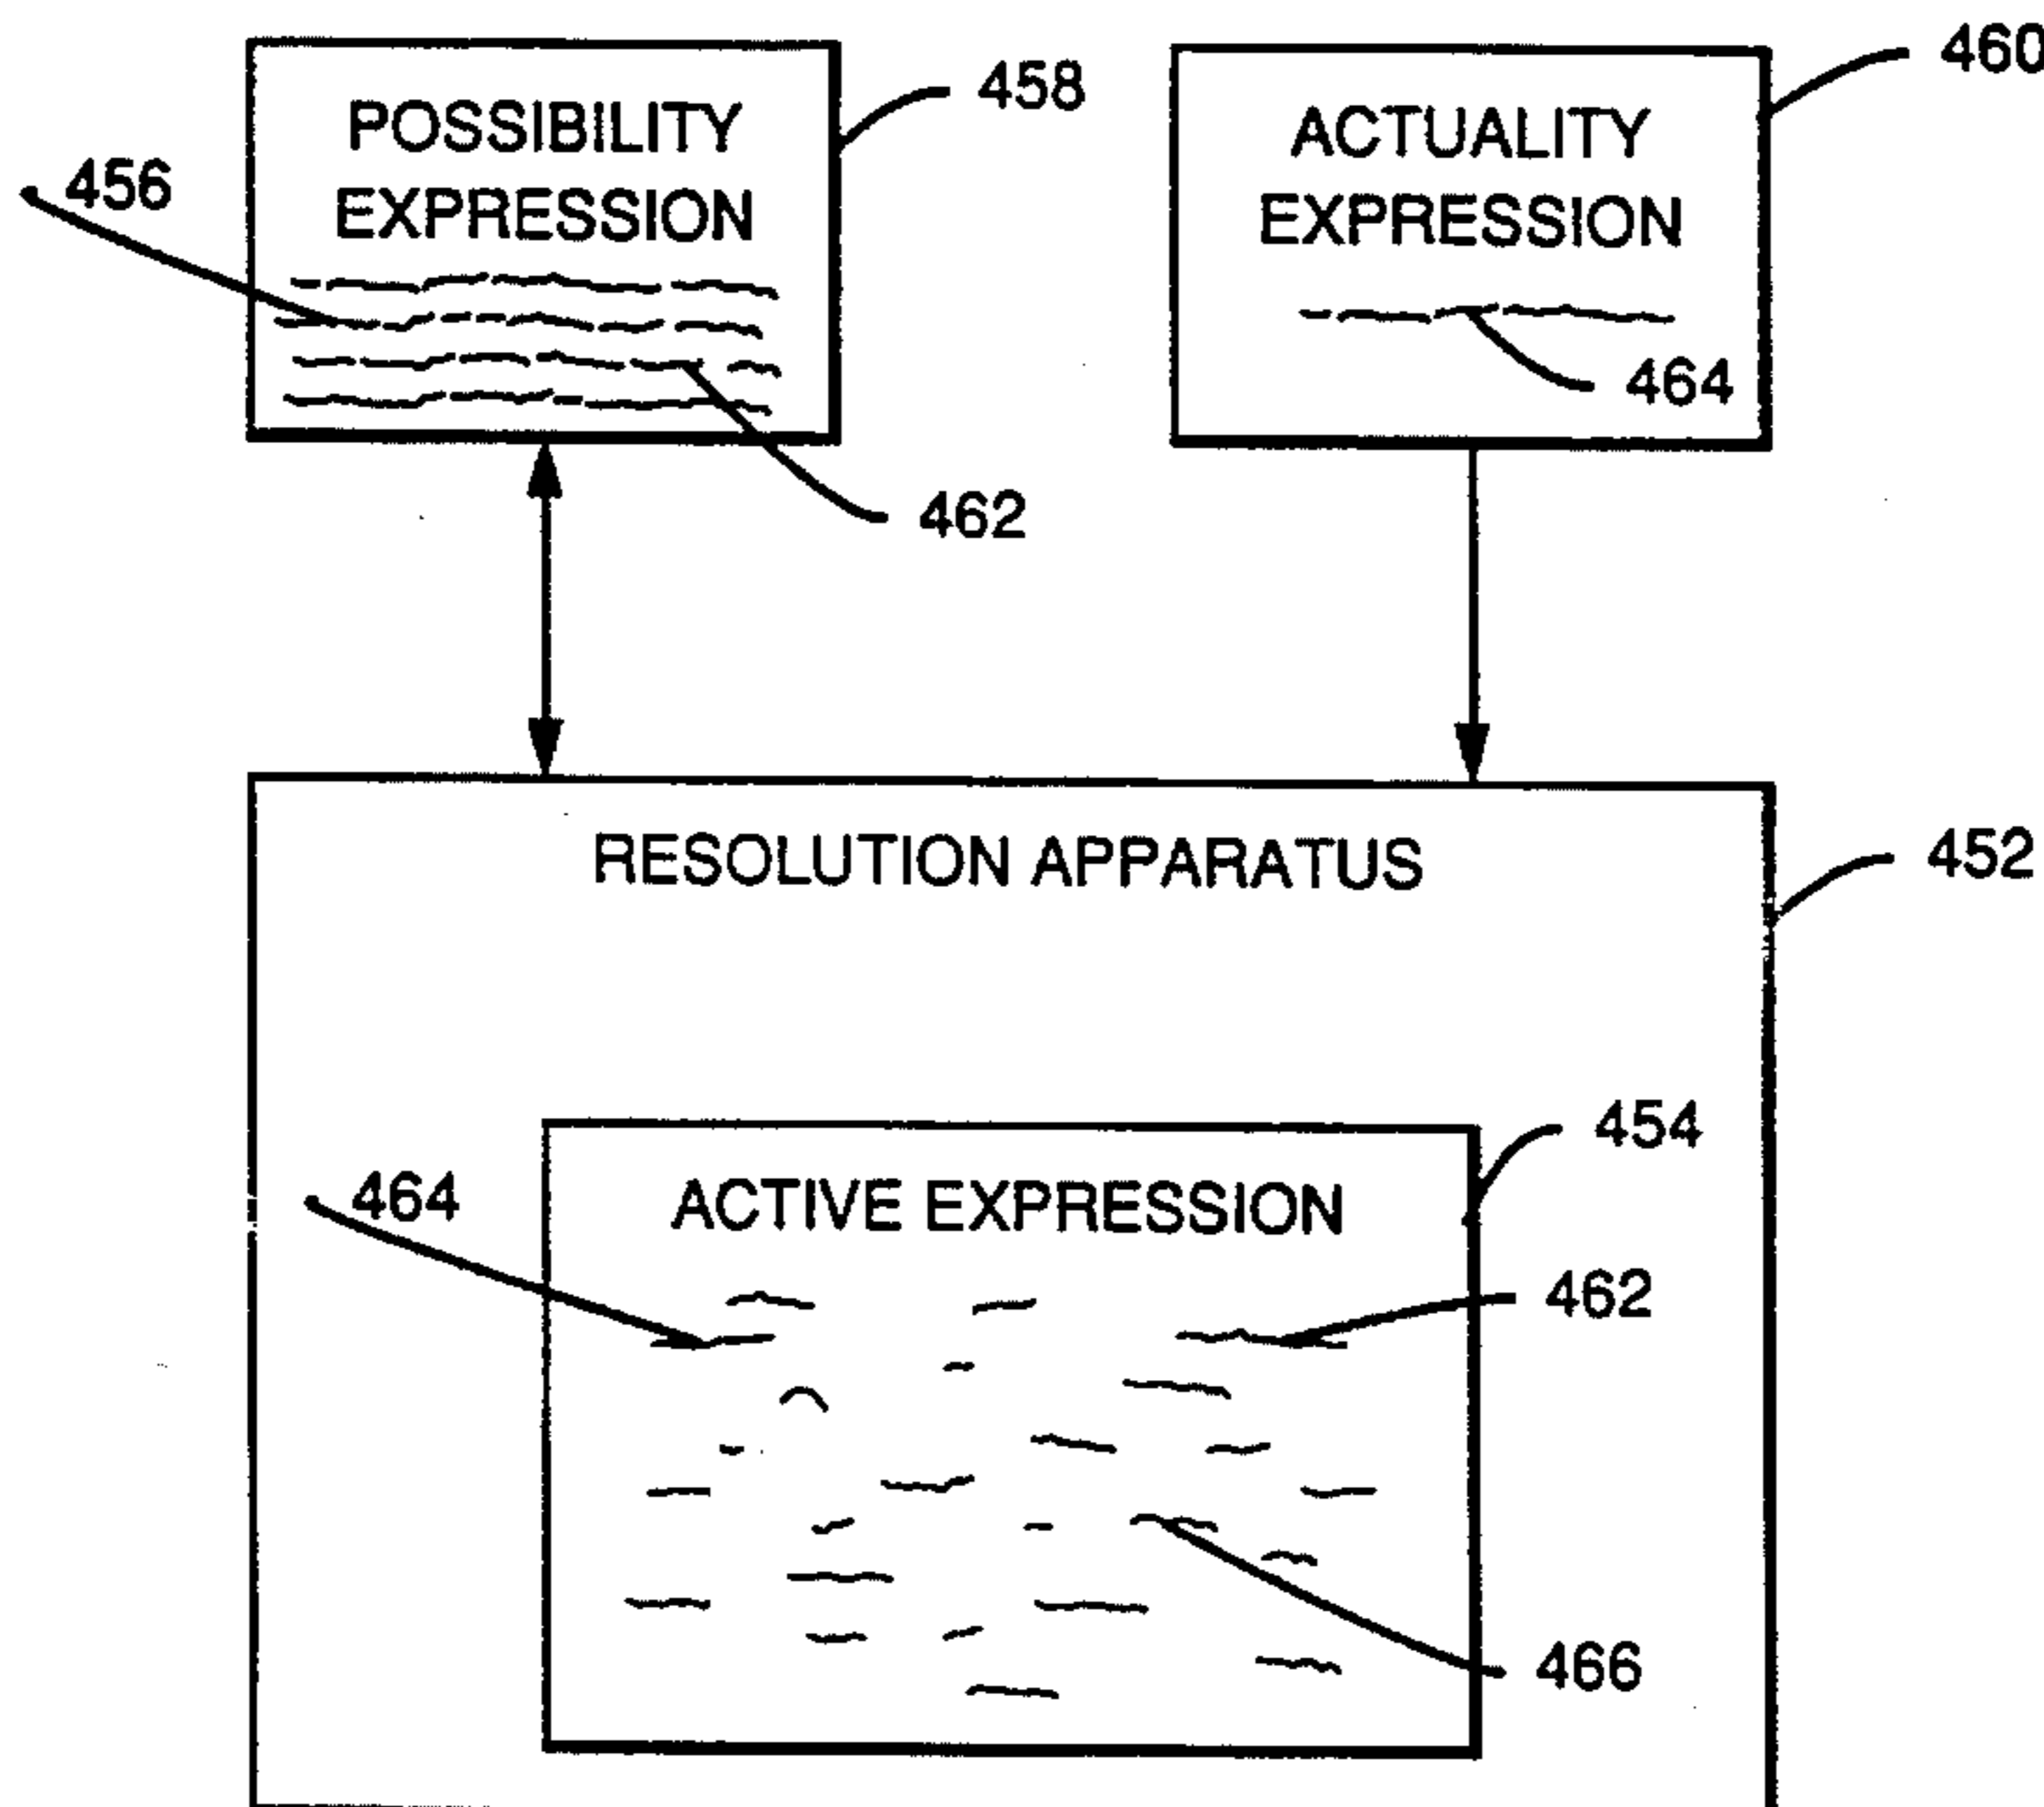 POSSIBILITY
EXPRESSION
458
456
462
ACTUALITY
EXPRESSION
460
464
RESOLUTION APPARATUS
452
ACTIVE EXPRESSION
454
464
462
466